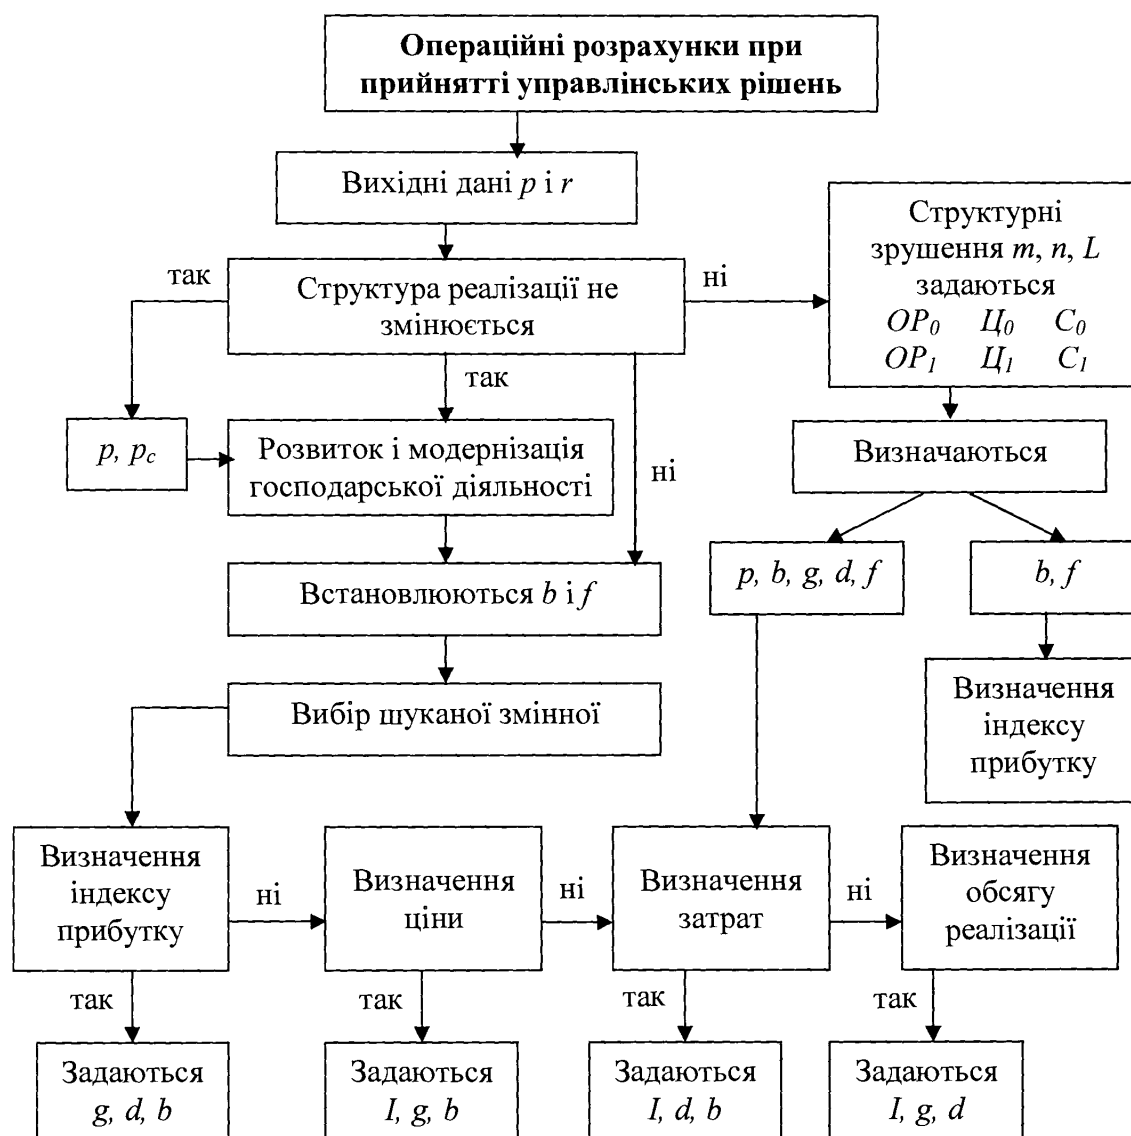 Операційні розрахунки при
прийнятті управлінських рішень
Вихідні дані p і r
Структурні
зрушення m, n, L
задаються
OP₀ Ц₀ C₀
OP₁ Ц₁ C₁
так
Структура реалізації не
змінюється
ні
так
p, p_c
Розвиток і модернізація
господарської діяльності
ні
Визначаються
Встановлюються b і f
p, b, g, d, f
b, f
Вибір шуканої змінної
Визначення
індексу
прибутку
Визначення
індексу
прибутку
ні
Визначення
ціни
ні
Визначення
затрат
ні
Визначення
обсягу
реалізації
так
так
так
так
Задаються
g, d, b
Задаються
I, g, b
Задаються
I, d, b
Задаються
I, g, d